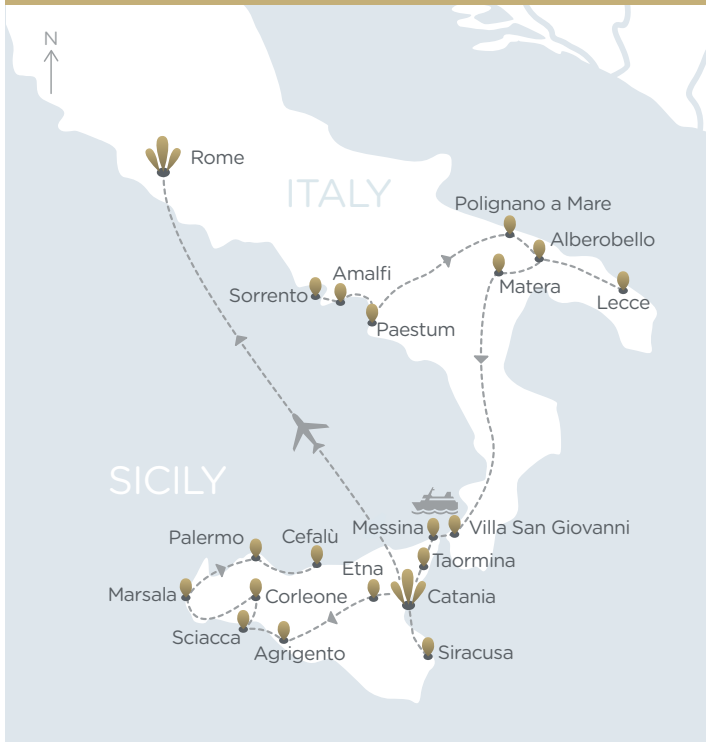 N
Rome
ITALY
Polignano a Mare
Alberobello
Amalfi
Sorrento
Matera
Lecce
Paestum
SICILY
Messina
Villa San Giovanni
Palermo
Cefalù
Taormina
Etna
Marsala
Corleone
Catania
Sciacca
Agrigento
Siracusa